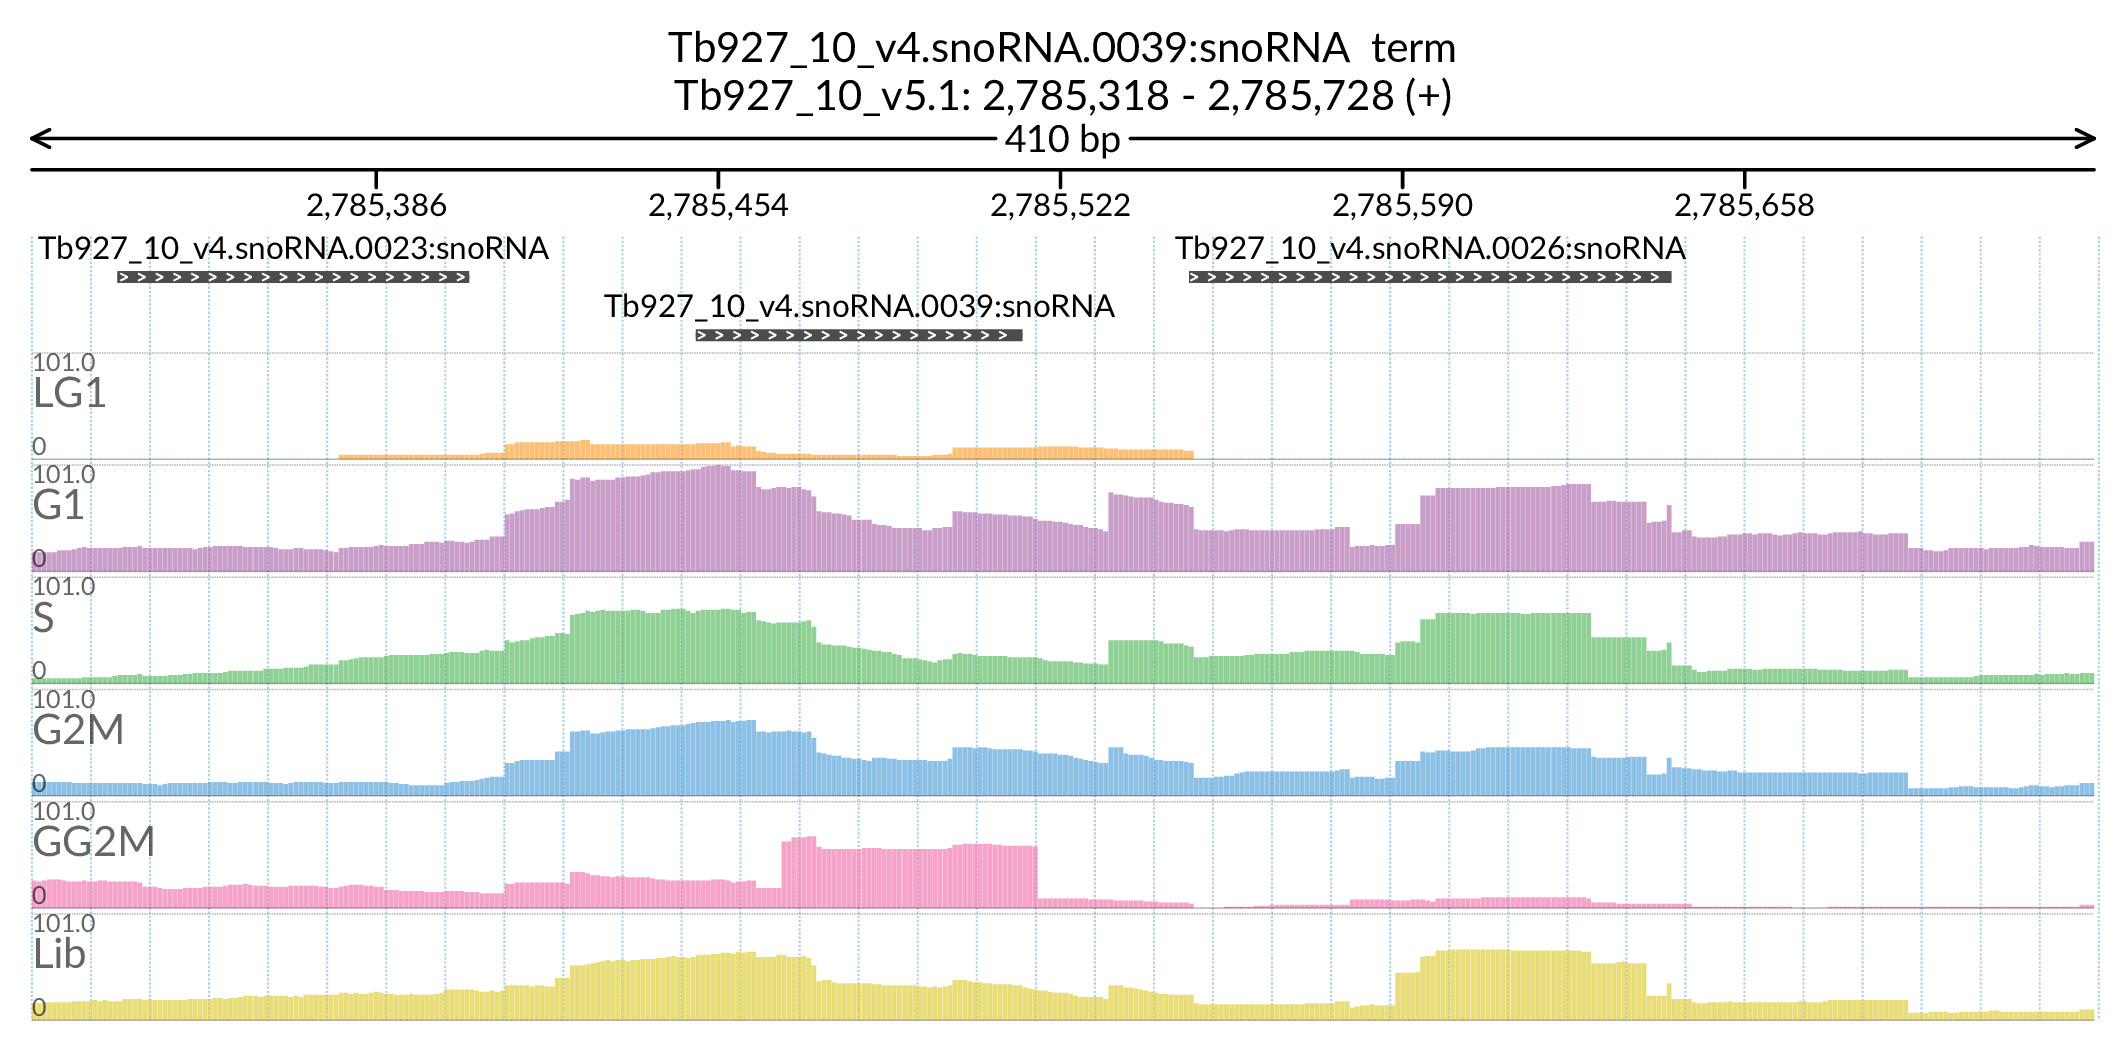 Tb927_10_v4.snoRNA.0039:snoRNA term
Tb927_10_v5.1: 2,785,318 - 2,785,728 (+)
410 bp
2,785,386 2,785,454 2,785,522 2,785,590 2,785,658
Tb927_10_v4.snoRNA.0023:snoRNA Tb927_10_v4.snoRNA.0026:snoRNA
Tb927_10_v4.snoRNA.0039:snoRNA
101.0
LG1
0
101.0
G1
0
101.0
S
0
101.0
G2M
0
101.0
GG2M
0
101.0
Lib
0